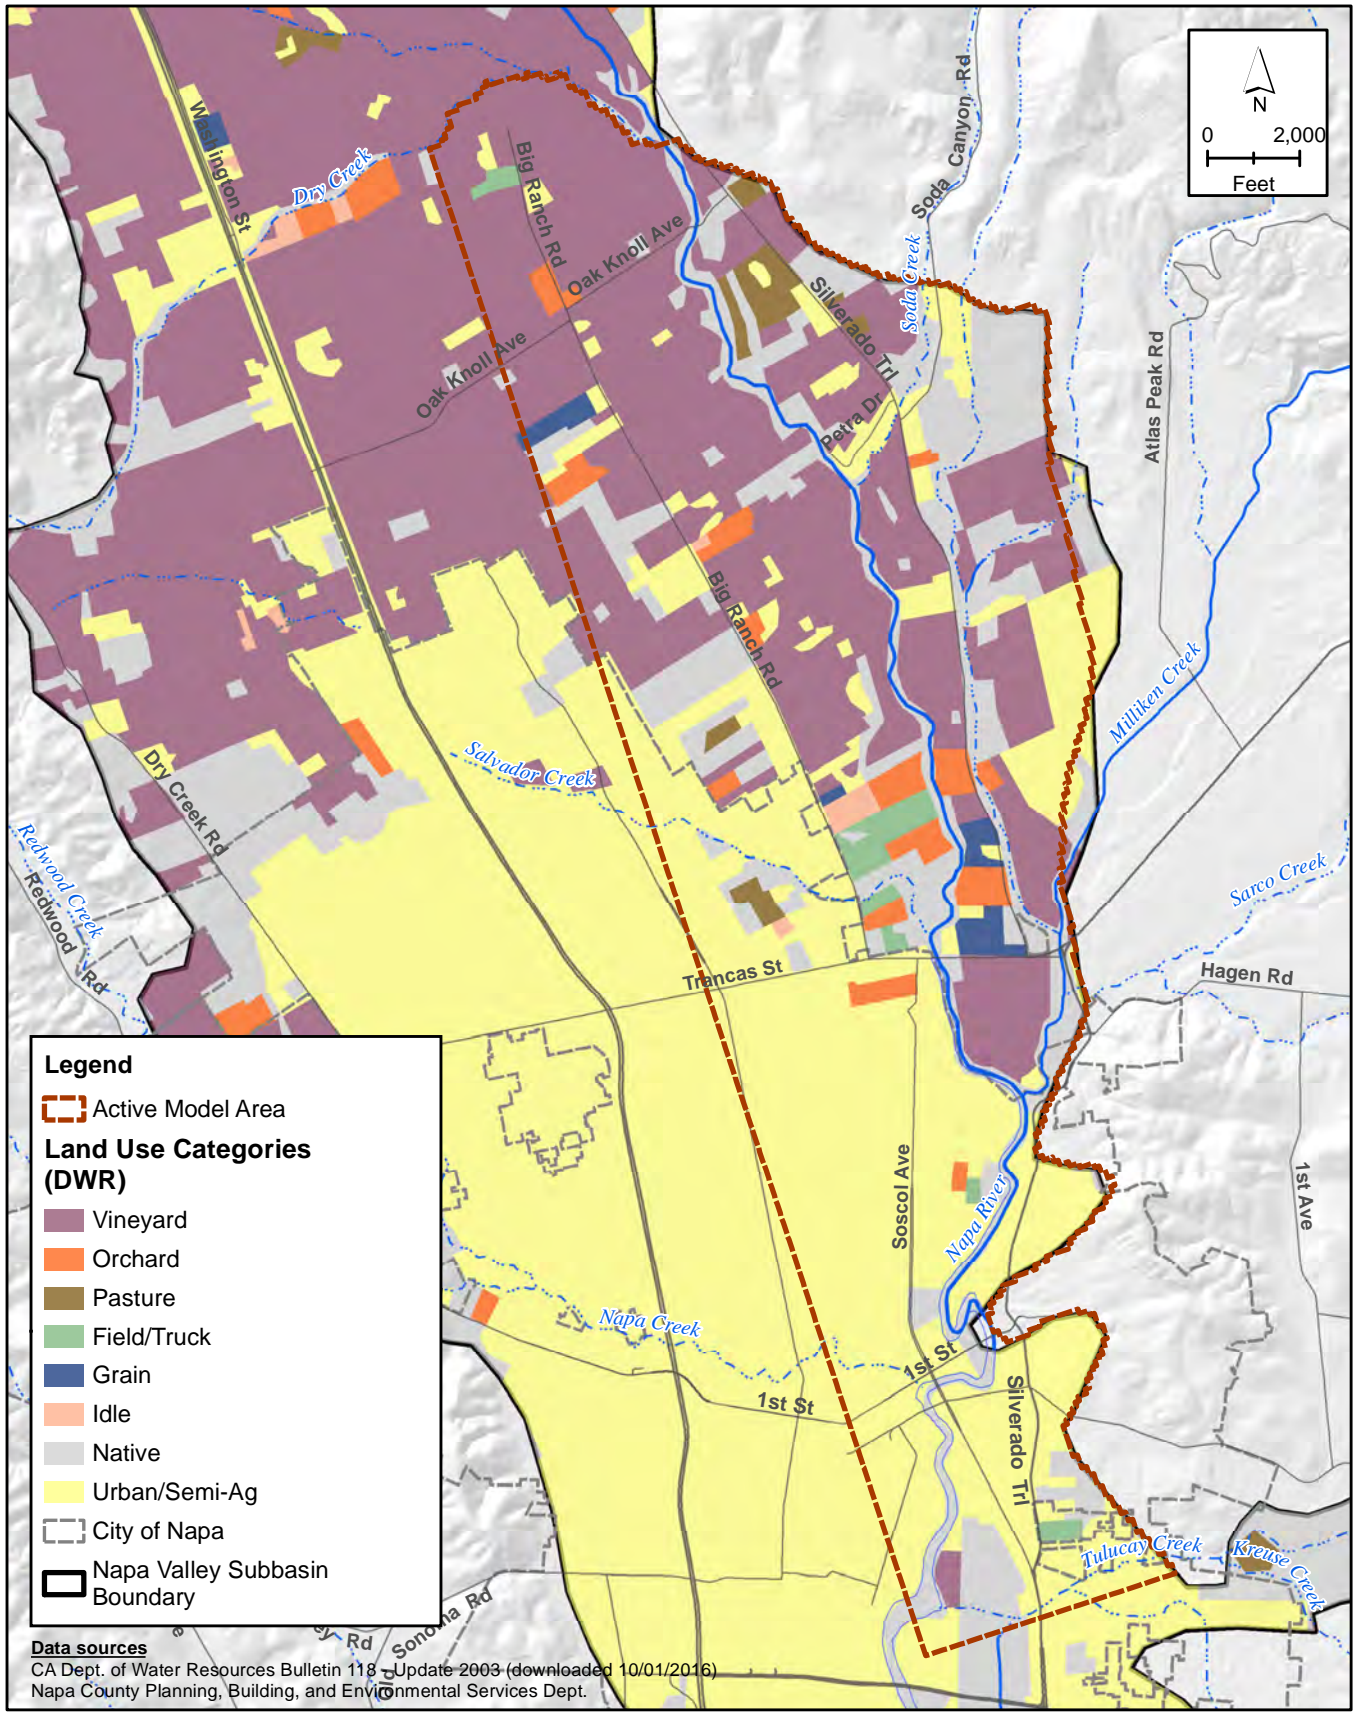 N
0 2,000
Feet
Washington St
Dry Creek
Big Ranch Rd
Oak Knoll Ave
Soda Canyon Rd
Soda Creek
Silverado Trl
Oak Knoll Ave
Petra Dr
Atlas Peak Rd
Big Ranch Rd
Milliken Creek
Salvador Creek
Dry Creek Rd
Redwood Creek
Redwood Rd
Sarco Creek
Trancas St
Hagen Rd
Soscol Ave
Napa River
1st Ave
Napa Creek
1st St
1st St
Silverado Trl
Tulucay Creek
Kreuse Creek
Legend
Active Model Area
Land Use Categories
(DWR)
Vineyard
Orchard
Pasture
Field/Truck
Grain
Idle
Native
Urban/Semi-Ag
City of Napa
Napa Valley Subbasin
Boundary
e
ey Rd
Old Sonoma Rd
Data sources
CA Dept. of Water Resources Bulletin 118 - Update 2003 (downloaded 10/01/2016)
Napa County Planning, Building, and Environmental Services Dept.